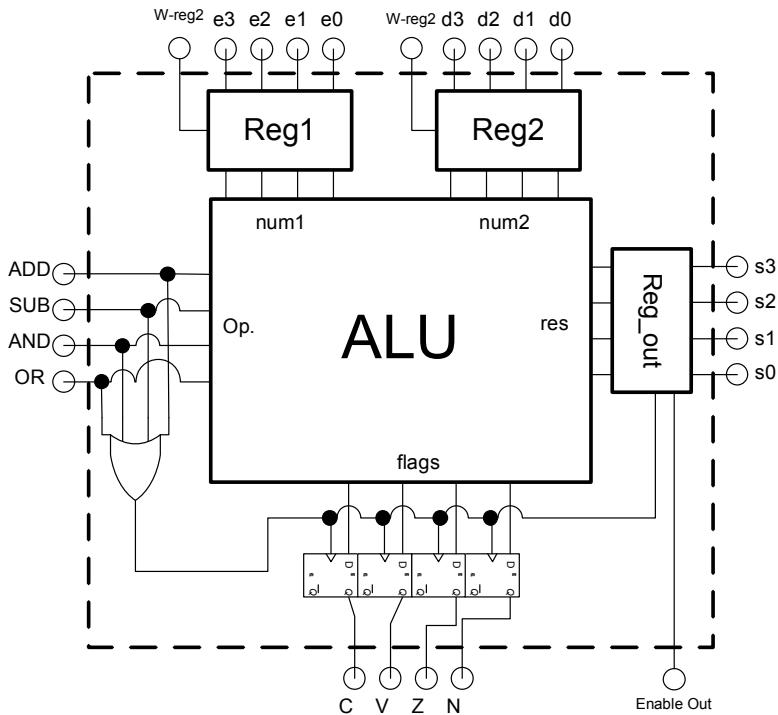 W-reg2 e3 e2 e1 e0 W-reg2 d3 d2 d1 d0
Reg1 Reg2
num1 num2
ADD
SUB
AND
OR
Op.
ALU
res
Reg_out
s3
s2
s1
s0
flags
D E Q Q E
D E Q Q E
D E Q Q E
D E Q Q E
C V Z N
Enable Out